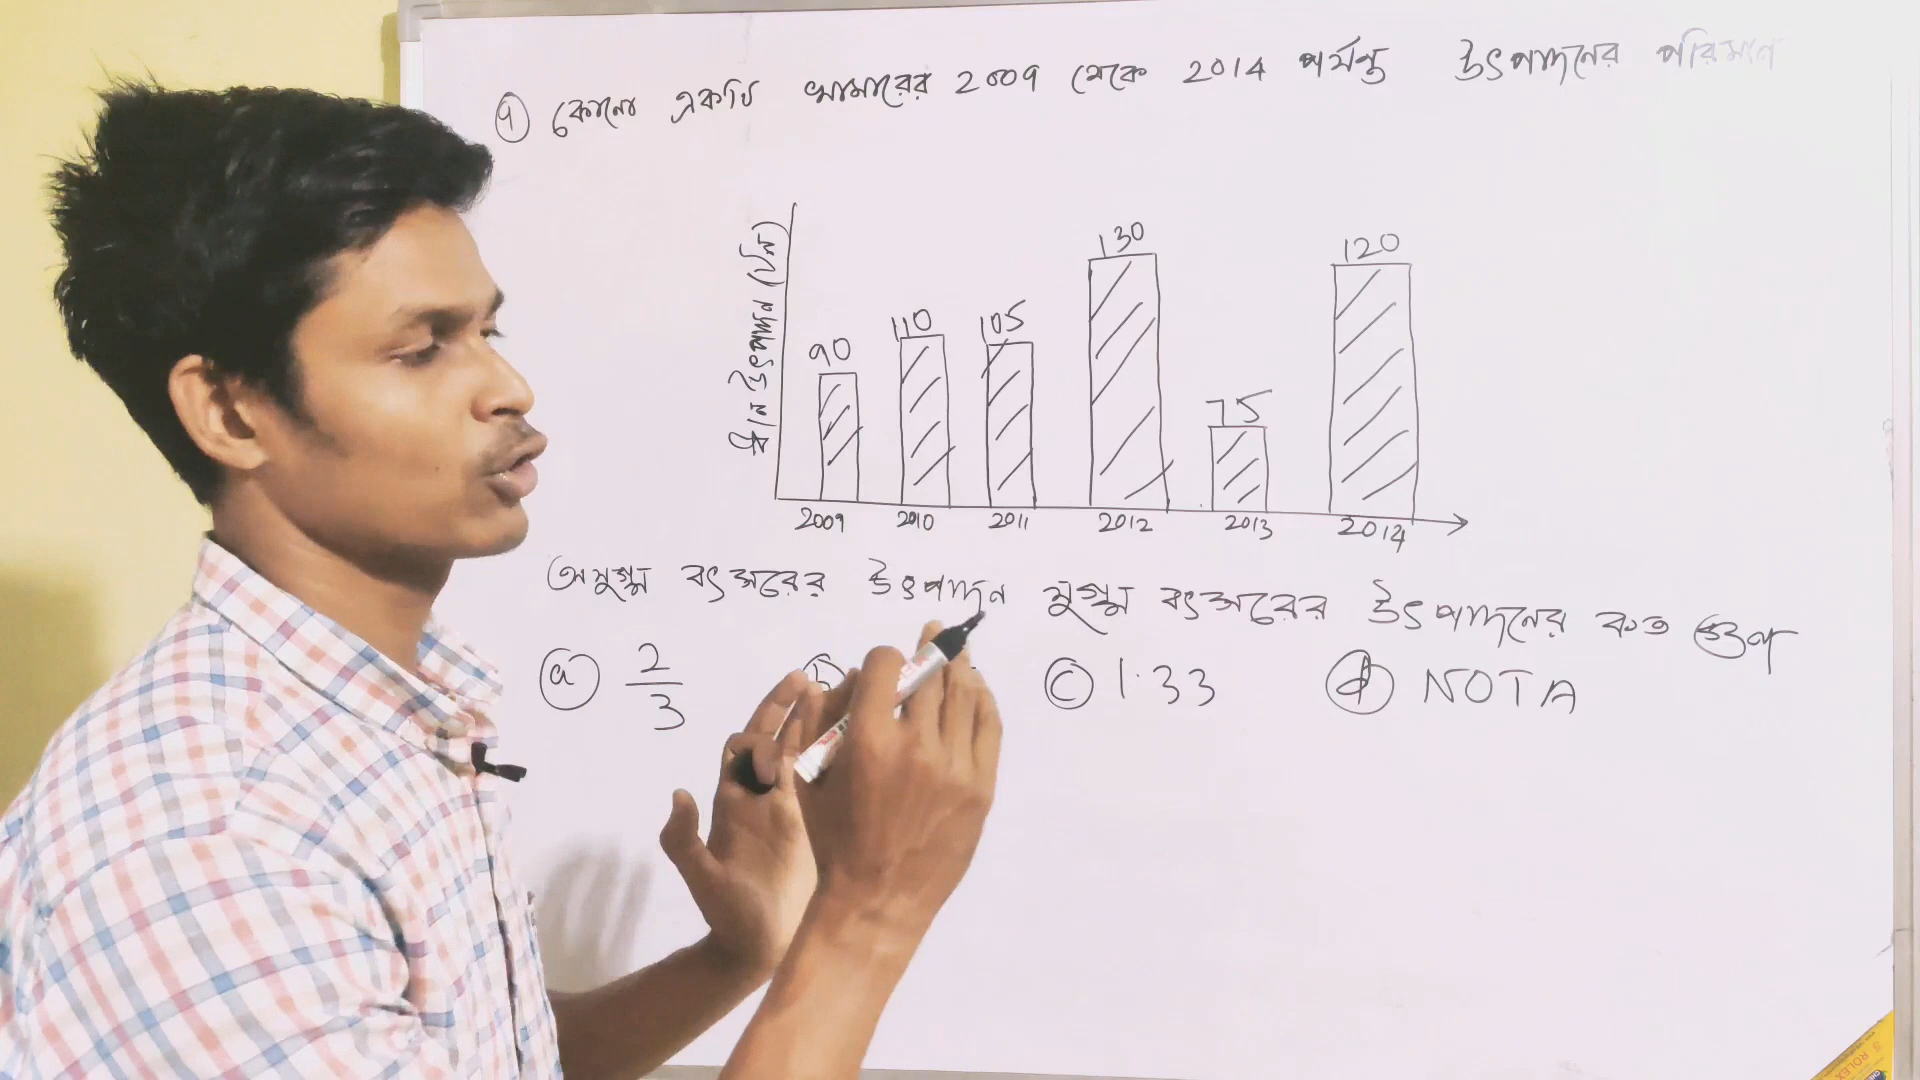 9 কোনো একটি খামারের 2009 থেকে 2014 পর্যন্ত উৎপাদনের পরিমাণ
ধান উৎপাদন (টন)
90 110 105 130 75 120
2009 2010 2011 2012 2013 2014
অযুগ্ম বৎসরের উৎপাদন যুগ্ম বৎসরের উৎপাদনের কত গুণ
a 2/3 b c 1.33 d NOTA